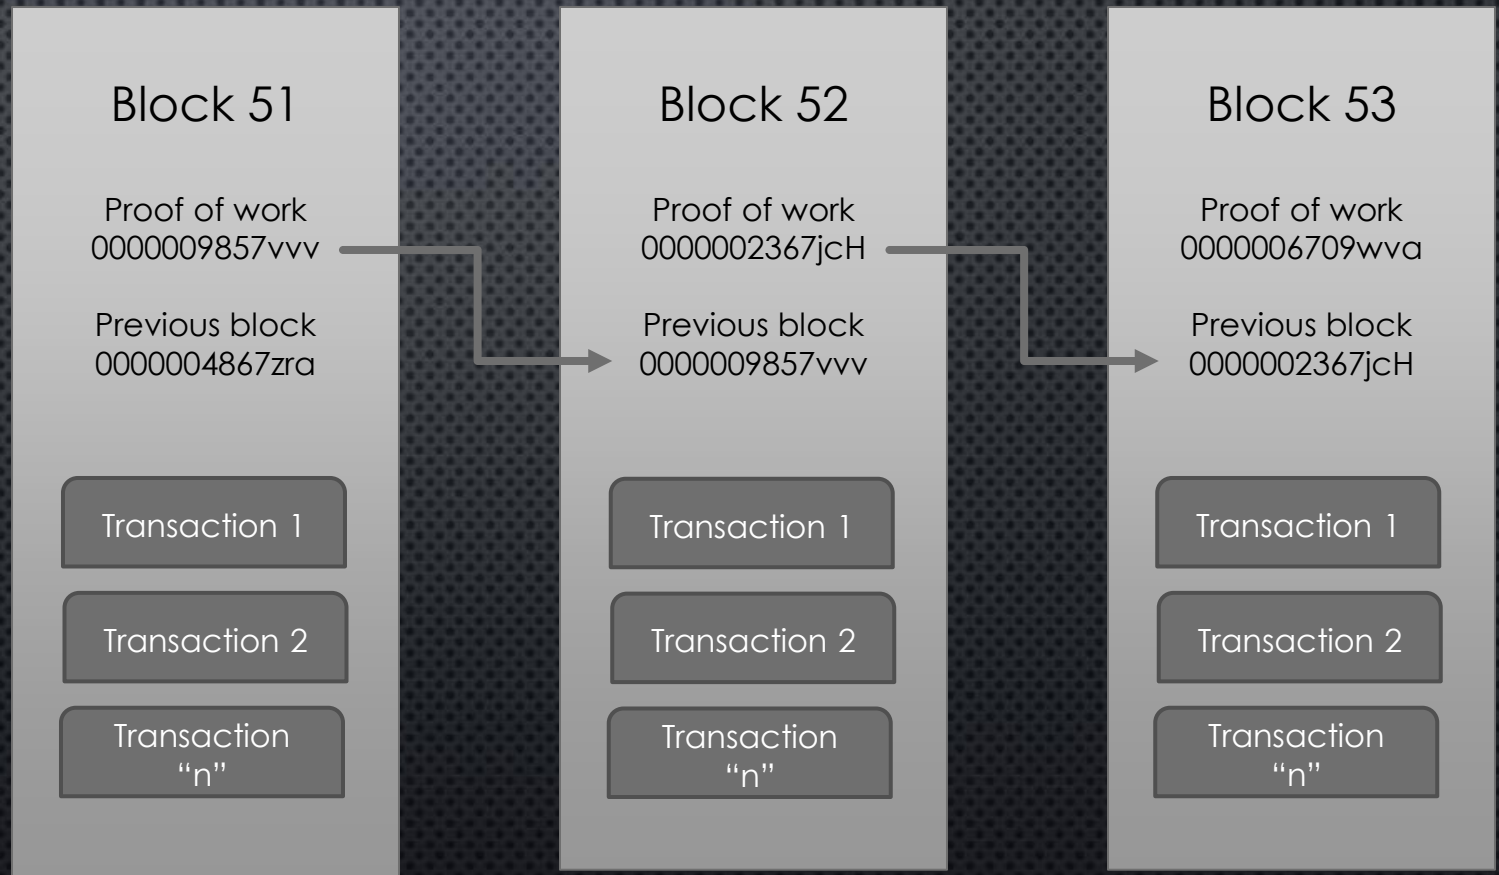 Block 51
Proof of work
0000009857vvv
Previous block
0000004867zra
Transaction 1
Transaction 2
Transaction
“n”
Block 52
Proof of work
0000002367jcH
Previous block
0000009857vvv
Transaction 1
Transaction 2
Transaction
“n”
Block 53
Proof of work
0000006709wva
Previous block
0000002367jcH
Transaction 1
Transaction 2
Transaction
“n”